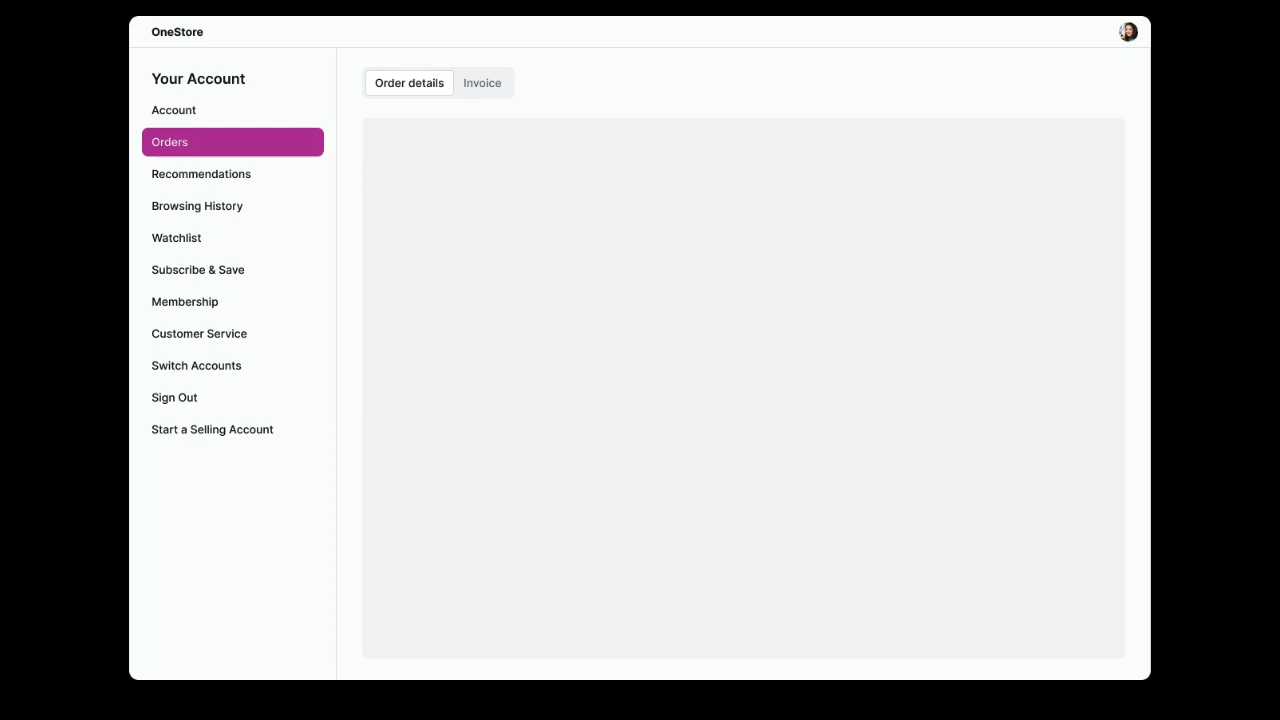 OneStore
Your Account
Account
Orders
Recommendations
Browsing History
Watchlist
Subscribe & Save
Membership
Customer Service
Switch Accounts
Sign Out
Start a Selling Account
Order details
Invoice